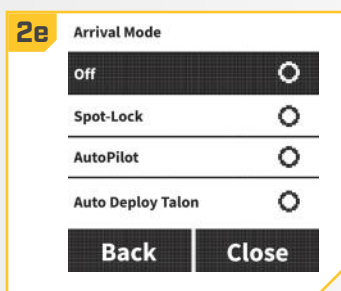 2e
Arrival Mode
Off
Spot-Lock
AutoPilot
Auto Deploy Talon
Back Close